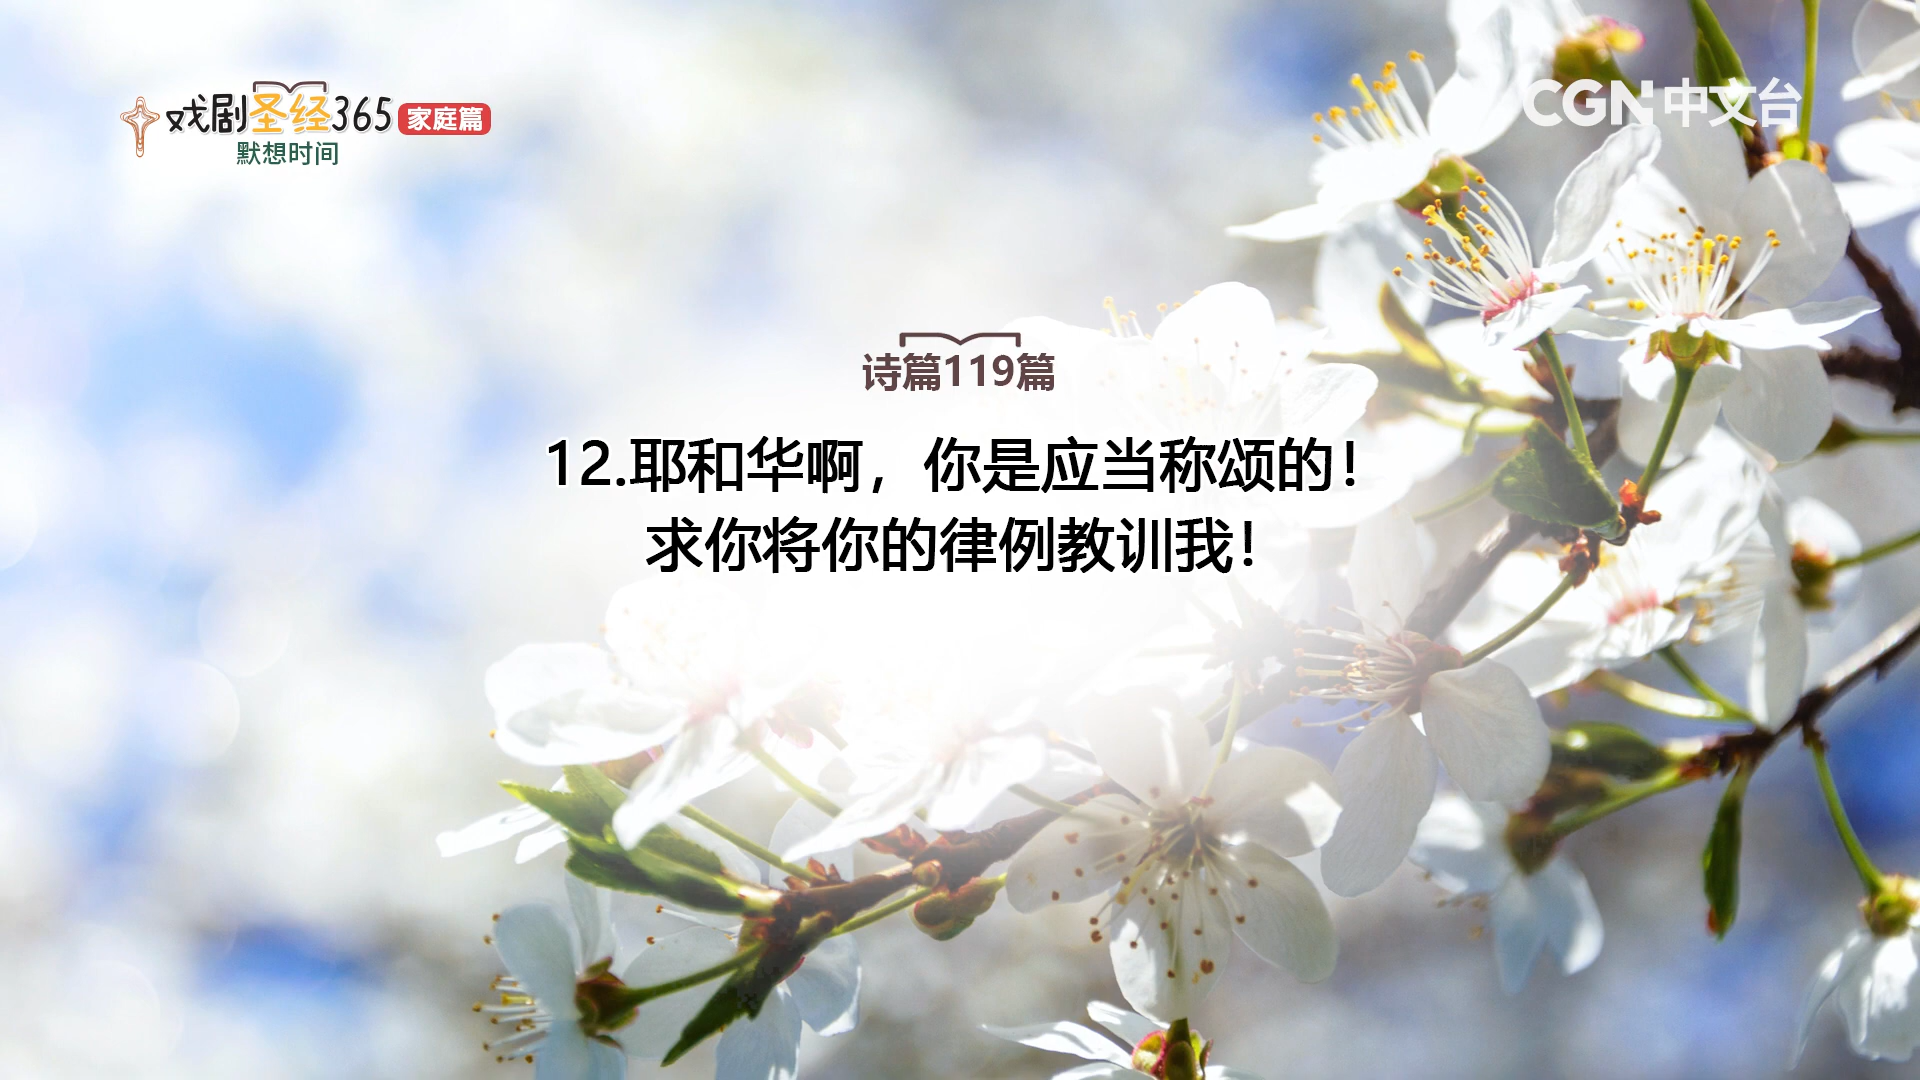 戏剧圣经365 家庭篇
默想时间
CGN中文台
诗篇119篇
12.耶和华啊，你是应当称颂的！
求你将你的律例教训我！